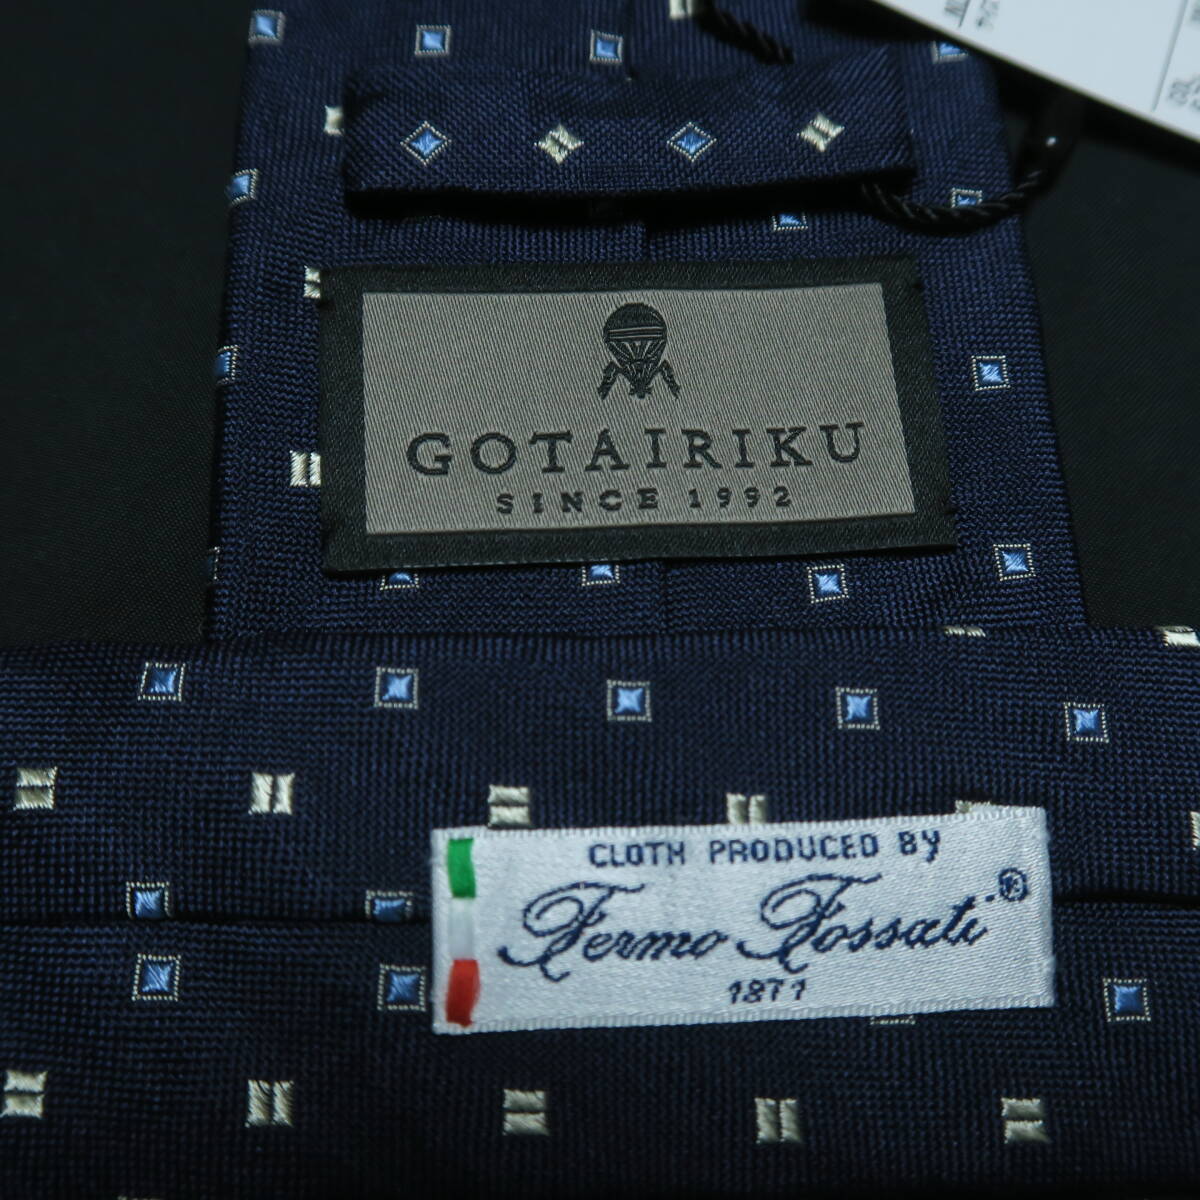 GOTAIRIKU
SINCE 1992
CLOTH PRODUCED BY
Fermo Fossati®
1871